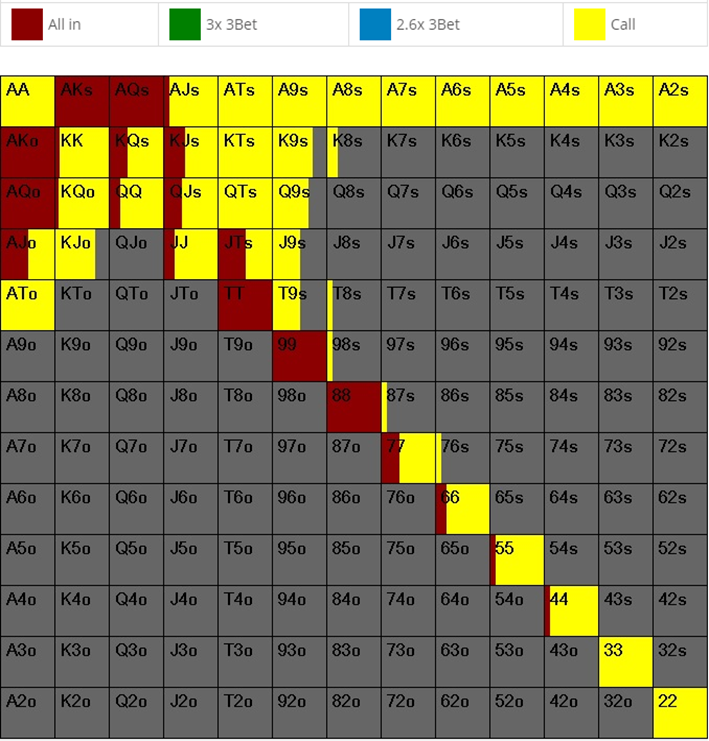 All in 3x 3Bet 2.6x 3Bet Call
AA AKs AQs AJs ATs A9s A8s A7s A6s A5s A4s A3s A2s
AKo KK KQs KJs KTs K9s K8s K7s K6s K5s K4s K3s K2s
AQo KQo QQ QJs QTs Q9s Q8s Q7s Q6s Q5s Q4s Q3s Q2s
AJo KJo QJo JJ JTs J9s J8s J7s J6s J5s J4s J3s J2s
ATo KTo QTo JTo TT T9s T8s T7s T6s T5s T4s T3s T2s
A9o K9o Q9o J9o T9o 99 98s 97s 96s 95s 94s 93s 92s
A8o K8o Q8o J8o T8o 98o 88 87s 86s 85s 84s 83s 82s
A7o K7o Q7o J7o T7o 97o 87o 77 76s 75s 74s 73s 72s
A6o K6o Q6o J6o T6o 96o 86o 76o 66 65s 64s 63s 62s
A5o K5o Q5o J5o T5o 95o 85o 75o 65o 55 54s 53s 52s
A4o K4o Q4o J4o T4o 94o 84o 74o 64o 54o 44 43s 42s
A3o K3o Q3o J3o T3o 93o 83o 73o 63o 53o 43o 33 32s
A2o K2o Q2o J2o T2o 92o 82o 72o 62o 52o 42o 32o 22